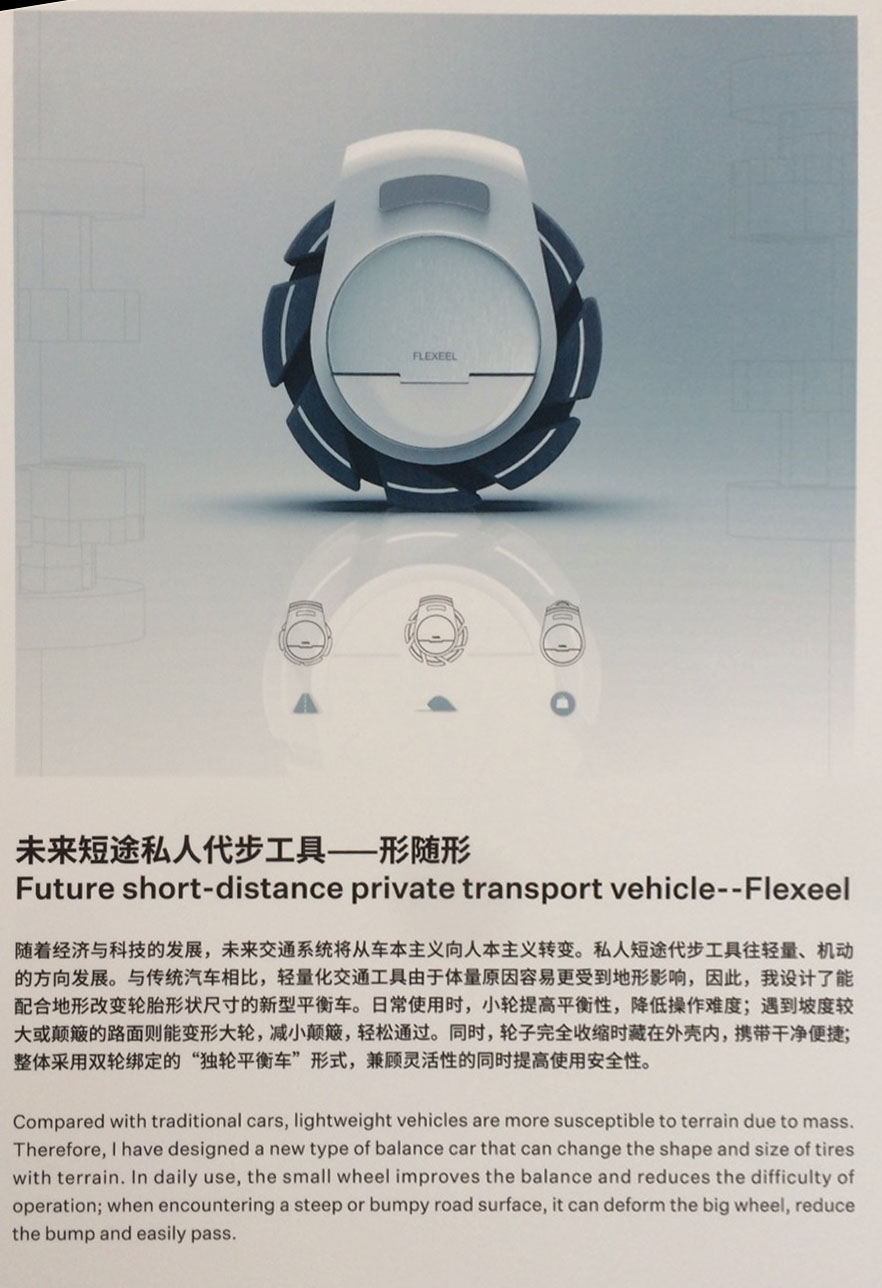 FLEXEEL
未来短途私人代步工具——形随形
Future short-distance private transport vehicle--Flexeel
随着经济与科技的发展，未来交通系统将从车本主义向人本主义转变。私人短途代步工具往轻量、机动
的方向发展。与传统汽车相比，轻量化交通工具由于体量原因容易更受到地形影响，因此，我设计了能
配合地形改变轮胎形状尺寸的新型平衡车。日常使用时，小轮提高平衡性，降低操作难度；遇到坡度较
大或颠簸的路面则能变形大轮，减小颠簸，轻松通过。同时，轮子完全收缩时藏在外壳内，携带干净便捷；
整体采用双轮绑定的“独轮平衡车”形式，兼顾灵活性的同时提高使用安全性。
Compared with traditional cars, lightweight vehicles are more susceptible to terrain due to mass.
Therefore, I have designed a new type of balance car that can change the shape and size of tires
with terrain. In daily use, the small wheel improves the balance and reduces the difficulty of
operation; when encountering a steep or bumpy road surface, it can deform the big wheel, reduce
the bump and easily pass.